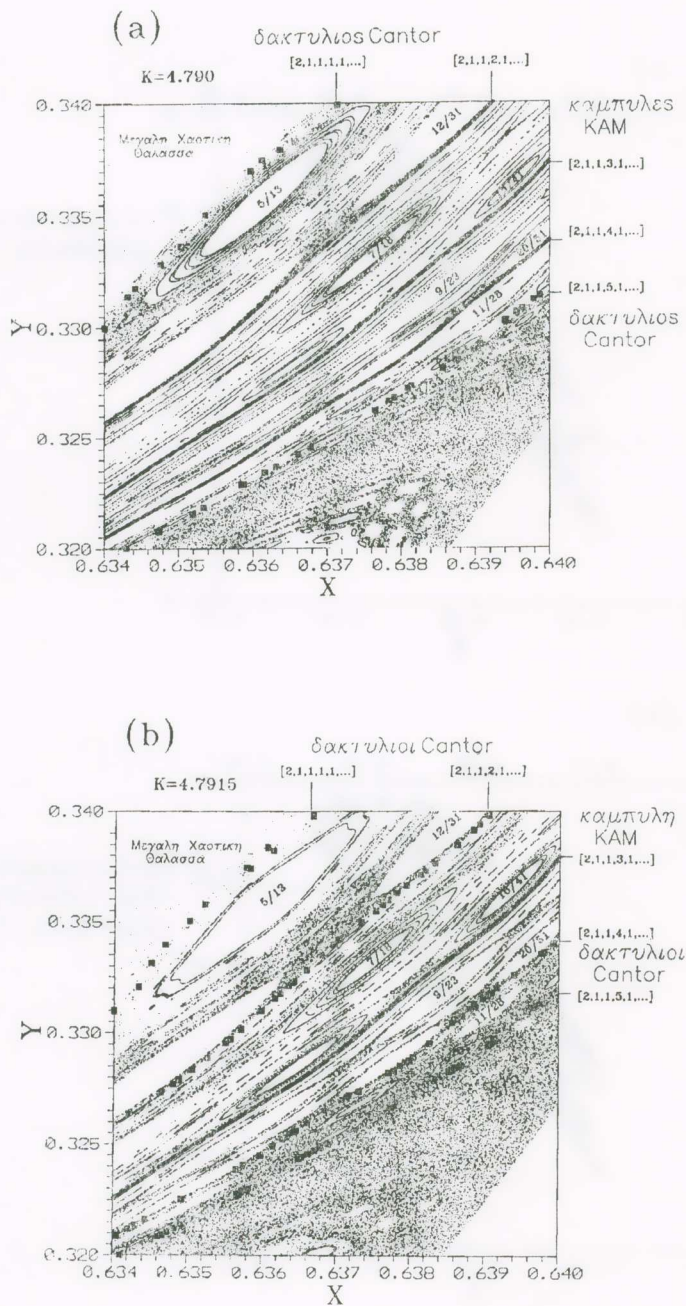 (a)
δακτυλιος Cantor
K=4.790
[2,1,1,1,1,...]
[2,1,1,2,1,...]
0.340
Μεγαλη Χαοτικη
Θαλασσα
καμπυλες
KAM
[2,1,1,3,1,...]
[2,1,1,4,1,...]
[2,1,1,5,1,...]
δακτυλιος
Cantor
12/31
5/13
7/18
9/23
11/28
0.335
Y
0.330
0.325
0.320
0.634 0.635 0.636 0.637 0.638 0.639 0.640
X
(b)
δακτυλιοι Cantor
K=4.7915
[2,1,1,1,1,...]
[2,1,1,2,1,...]
0.340
Μεγαλη Χαοτικη
Θαλασσα
καμπυλη
KAM
[2,1,1,3,1,...]
[2,1,1,4,1,...]
δακτυλιοι
Cantor
[2,1,1,5,1,...]
12/31
5/13
16/41
7/18
9/23
20/51
0.335
Y
0.330
0.325
0.320
0.634 0.635 0.636 0.637 0.638 0.639 0.640
X